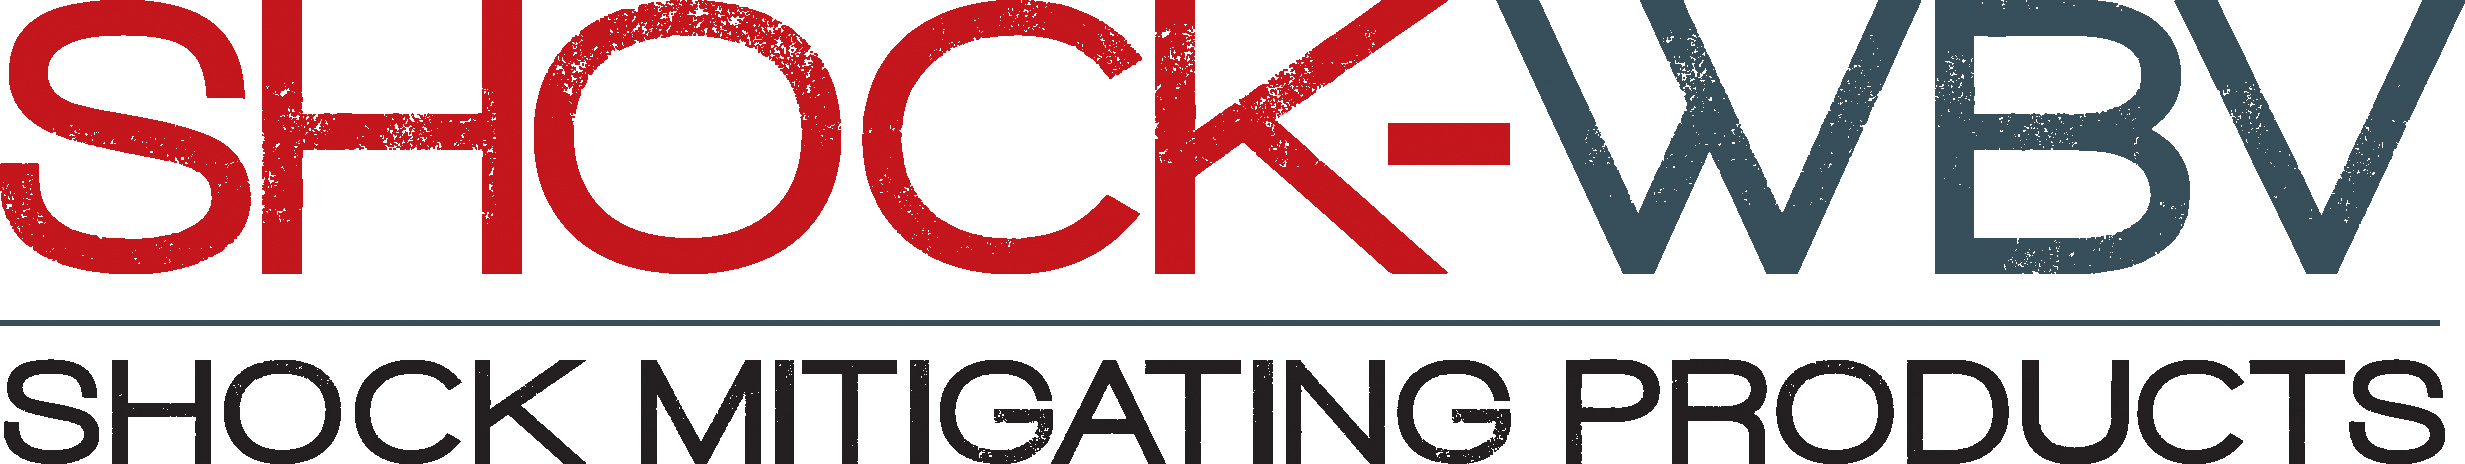 SHOCK-WBV
SHOCK MITIGATING PRODUCTS